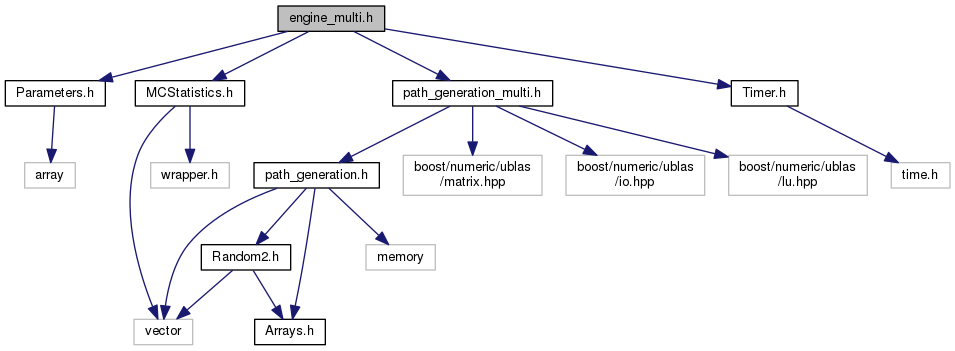 engine_multi.h
Parameters.h
MCStatistics.h
path_generation_multi.h
Timer.h
array
wrapper.h
path_generation.h
boost/numeric/ublas
/matrix.hpp
boost/numeric/ublas
/io.hpp
boost/numeric/ublas
/lu.hpp
time.h
Random2.h
memory
vector
Arrays.h